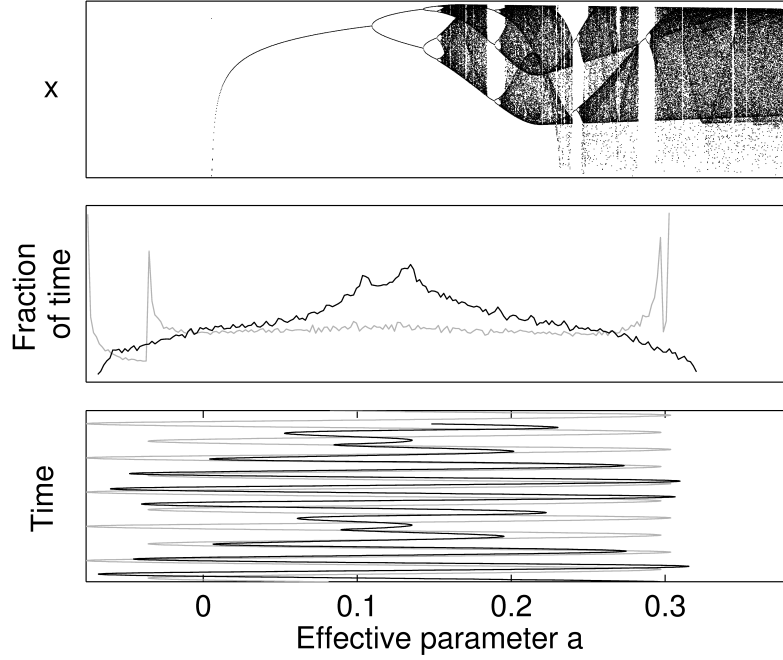 x
Fraction
of time
Time
0 0.1 0.2 0.3
Effective parameter a